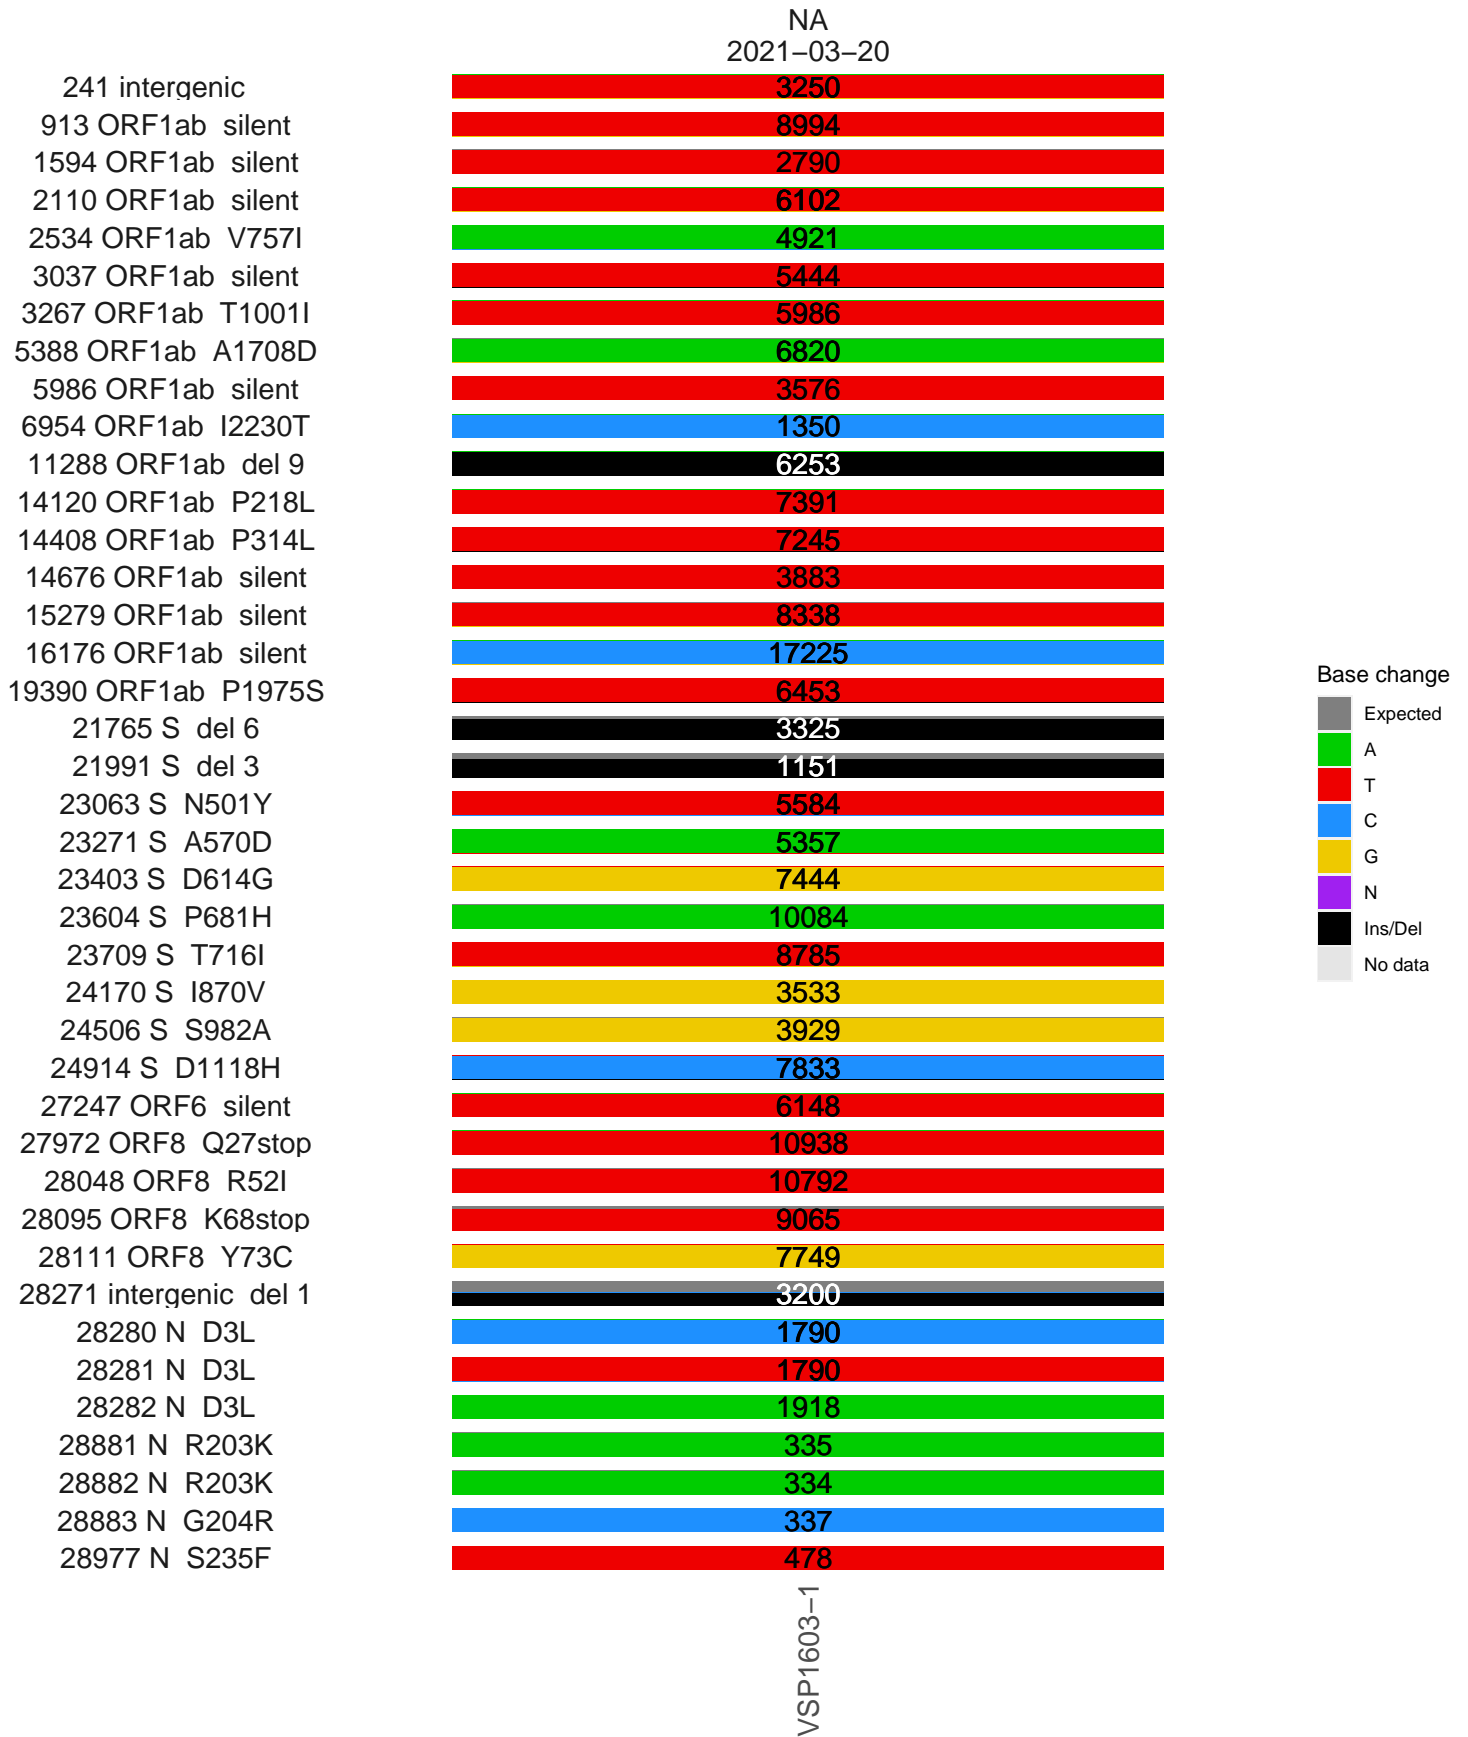 NA
2021−03−20
241 intergenic 3250
913 ORF1ab silent 8994
1594 ORF1ab silent 2790
2110 ORF1ab silent 6102
2534 ORF1ab V757I 4921
3037 ORF1ab silent 5444
3267 ORF1ab T1001I 5986
5388 ORF1ab A1708D 6820
5986 ORF1ab silent 3576
6954 ORF1ab I2230T 1350
11288 ORF1ab del 9 6253
14120 ORF1ab P218L 7391
14408 ORF1ab P314L 7245
14676 ORF1ab silent 3883
15279 ORF1ab silent 8338
16176 ORF1ab silent 17225
19390 ORF1ab P1975S 6453
21765 S del 6 3325
21991 S del 3 1151
23063 S N501Y 5584
23271 S A570D 5357
23403 S D614G 7444
23604 S P681H 10084
23709 S T716I 8785
24170 S I870V 3533
24506 S S982A 3929
24914 S D1118H 7833
27247 ORF6 silent 6148
27972 ORF8 Q27stop 10938
28048 ORF8 R52I 10792
28095 ORF8 K68stop 9065
28111 ORF8 Y73C 7749
28271 intergenic del 1 3200
28280 N D3L 1790
28281 N D3L 1790
28282 N D3L 1918
28881 N R203K 335
28882 N R203K 334
28883 N G204R 337
28977 N S235F 478
VSP1603−1
Base change
Expected
A
T
C
G
N
Ins/Del
No data